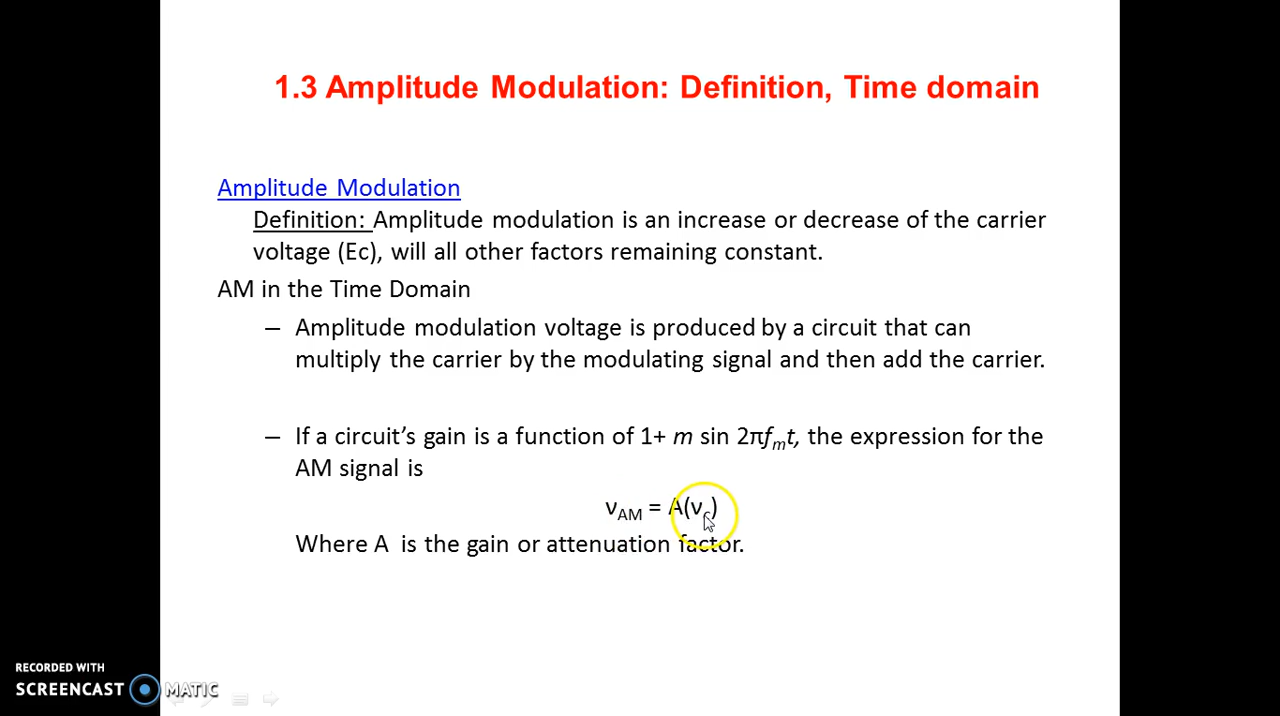 1.3 Amplitude Modulation: Definition, Time domain
Amplitude Modulation
Definition: Amplitude modulation is an increase or decrease of the carrier
voltage (Ec), will all other factors remaining constant.
AM in the Time Domain
– Amplitude modulation voltage is produced by a circuit that can
multiply the carrier by the modulating signal and then add the carrier.
– If a circuit's gain is a function of 1+ m sin 2πfmt, the expression for the
AM signal is
νAM = A(νc)
Where A is the gain or attenuation factor.
RECORDED WITH
SCREENCAST MATIC